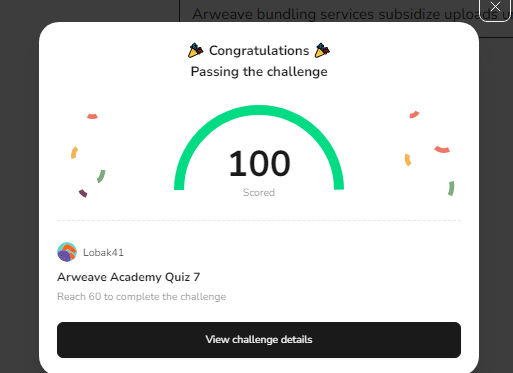 Arweave bundling services subsidize uploads u
Congratulations
Passing the challenge
100
Scored
Lobak41
Arweave Academy Quiz 7
Reach 60 to complete the challenge
View challenge details